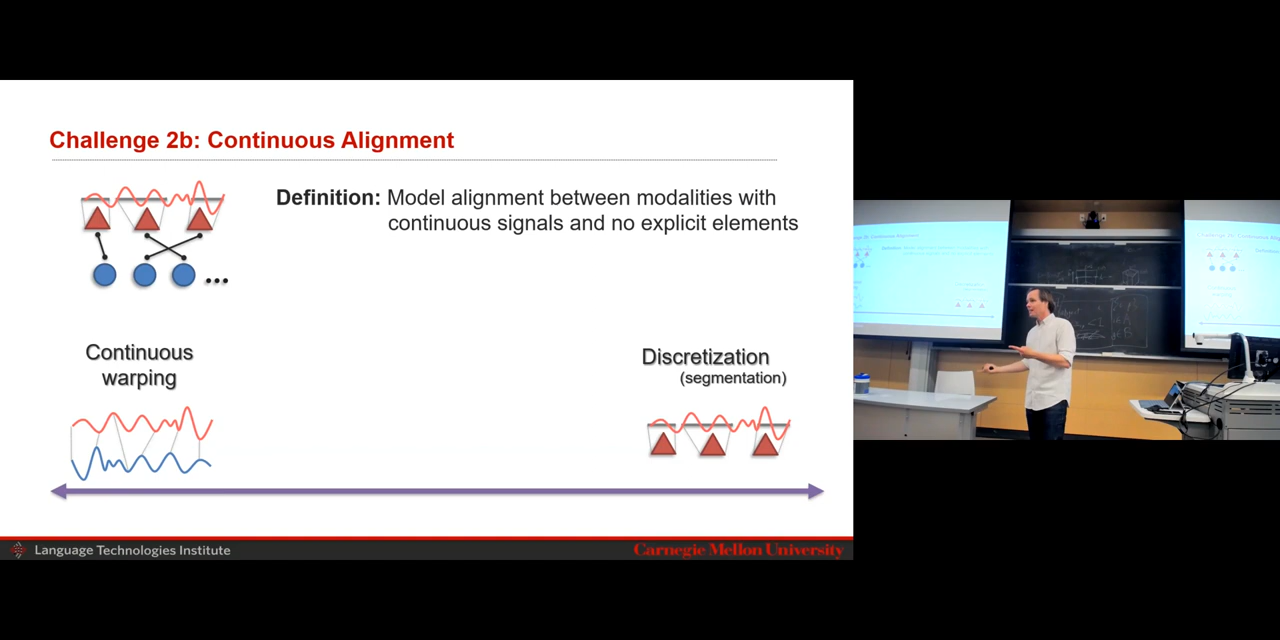 Challenge 2b: Continuous Alignment
Definition: Model alignment between modalities with
continuous signals and no explicit elements
Continuous
warping
Discretization
(segmentation)
Language Technologies Institute
Carnegie Mellon University